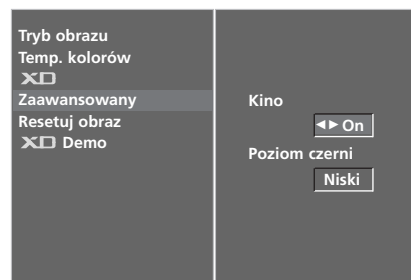 Tryb obrazu
Temp. kolorów
XD
Zaawansowany
Resetuj obraz
XD Demo
Kino
◄► On
Poziom czerni
Niski